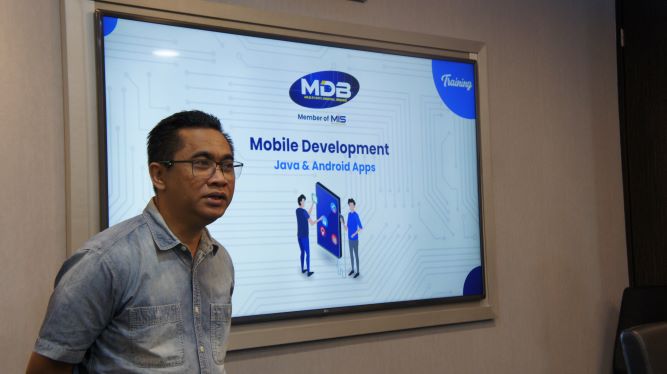 Training
MDB
Member of MIS
Mobile Development
Java & Android Apps